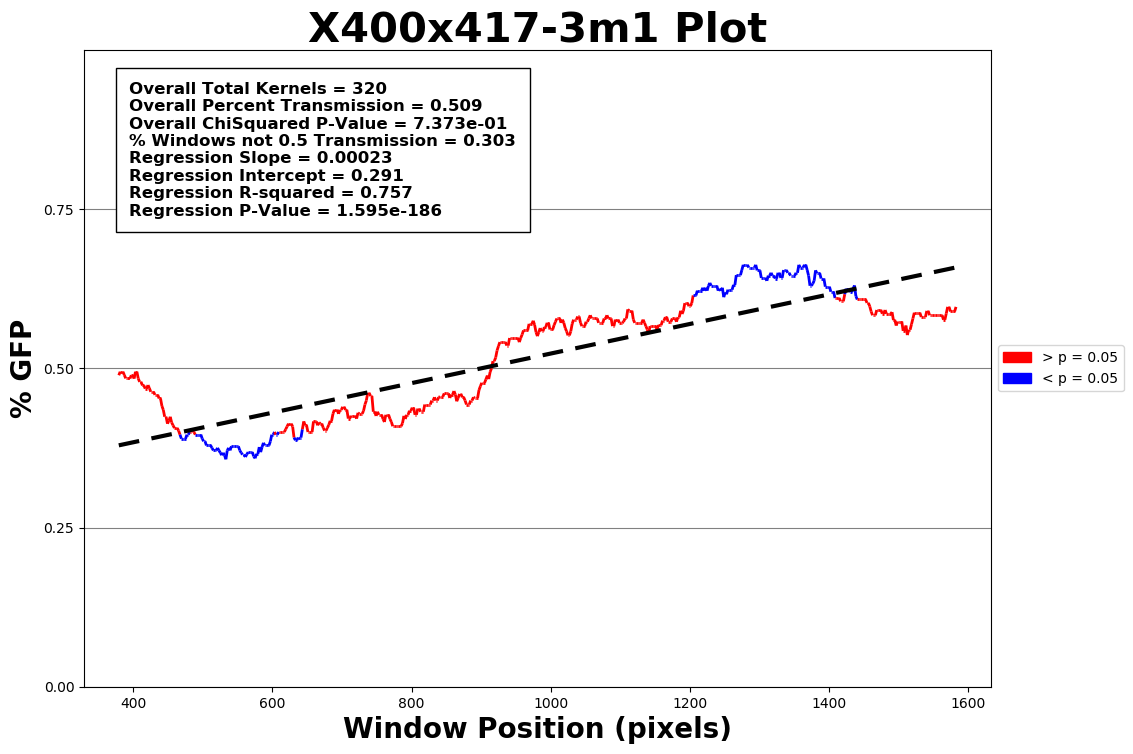 X400x417-3m1 Plot
Overall Total Kernels = 320
Overall Percent Transmission = 0.509
Overall ChiSquared P-Value = 7.373e-01
% Windows not 0.5 Transmission = 0.303
Regression Slope = 0.00023
Regression Intercept = 0.291
Regression R-squared = 0.757
Regression P-Value = 1.595e-186
% GFP
0.75
0.50
0.25
0.00
> p = 0.05
< p = 0.05
400 600 800 1000 1200 1400 1600
Window Position (pixels)